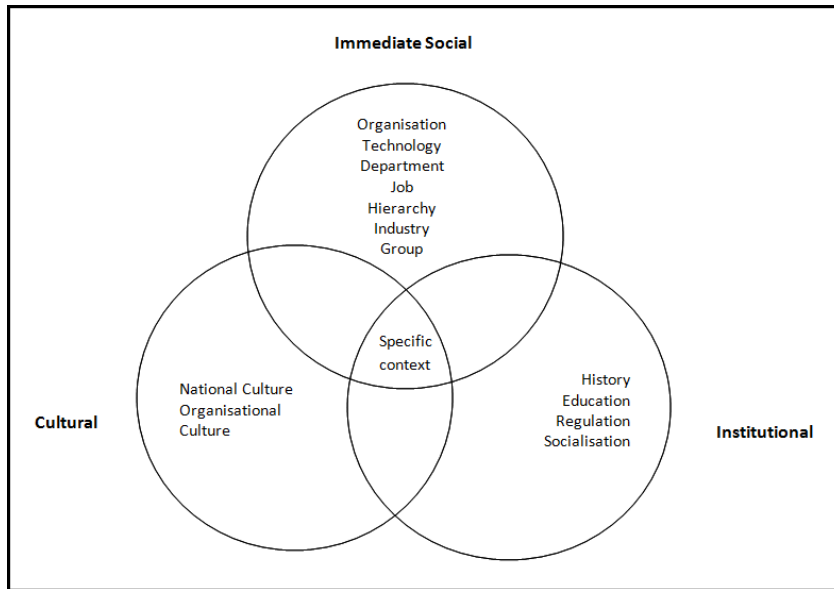 Immediate Social
Organisation
Technology
Department
Job
Hierarchy
Industry
Group
Specific
context
National Culture
Organisational
Culture
Cultural
History
Education
Regulation
Socialisation
Institutional